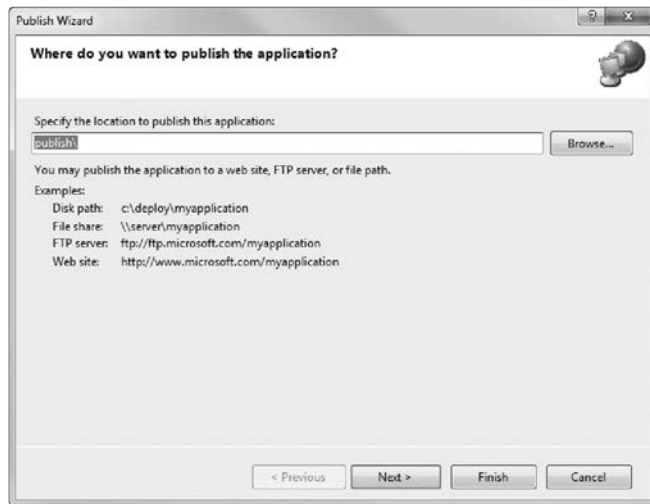 Publish Wizard
Where do you want to publish the application?
Specify the location to publish this application:
publish\
Browse...
You may publish the application to a web site, FTP server, or file path.
Examples:
Disk path: c:\deploy\myapplication
File share: \\server\myapplication
FTP server: ftp://ftp.microsoft.com/myapplication
Web site: http://www.microsoft.com/myapplication
< Previous Next > Finish Cancel